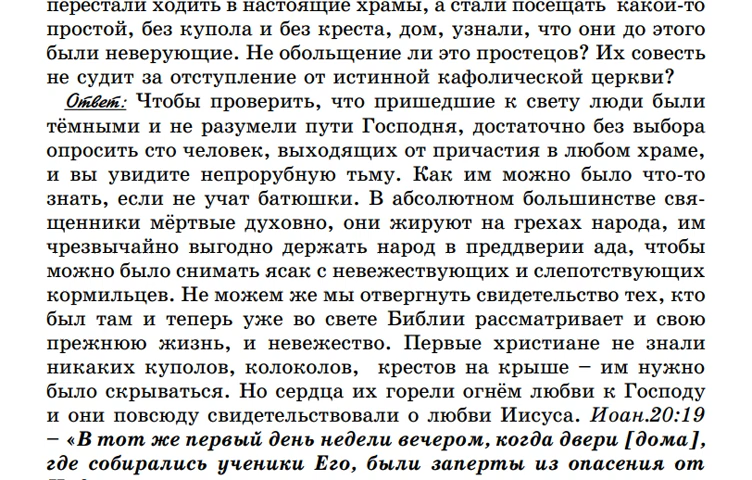 перестали ходить в настоящие храмы, а стали посещать какой-то
простой, без купола и без креста, дом, узнали, что они до этого
были неверующие. Не обольщение ли это простецов? Их совесть
не судит за отступление от истинной кафолической церкви?
Ответ: Чтобы проверить, что пришедшие к свету люди были
тёмными и не разумели пути Господня, достаточно без выбора
опросить сто человек, выходящих от причастия в любом храме,
и вы увидите непрорубную тьму. Как им можно было что-то
знать, если не учат батюшки. В абсолютном большинстве свя-
щенники мёртвые духовно, они жируют на грехах народа, им
чрезвычайно выгодно держать народ в преддверии ада, чтобы
можно было снимать ясак с невежествующих и слепотствующих
кормильцев. Не можем же мы отвергнуть свидетельство тех, кто
был там и теперь уже во свете Библии рассматривает и свою
прежнюю жизнь, и невежество. Первые христиане не знали
никаких куполов, колоколов, крестов на крыше – им нужно
было скрываться. Но сердца их горели огнём любви к Господу
и они повсюду свидетельствовали о любви Иисуса. Иоан.20:19
– «В тот же первый день недели вечером, когда двери [дома],
где собирались ученики Его, были заперты из опасения от